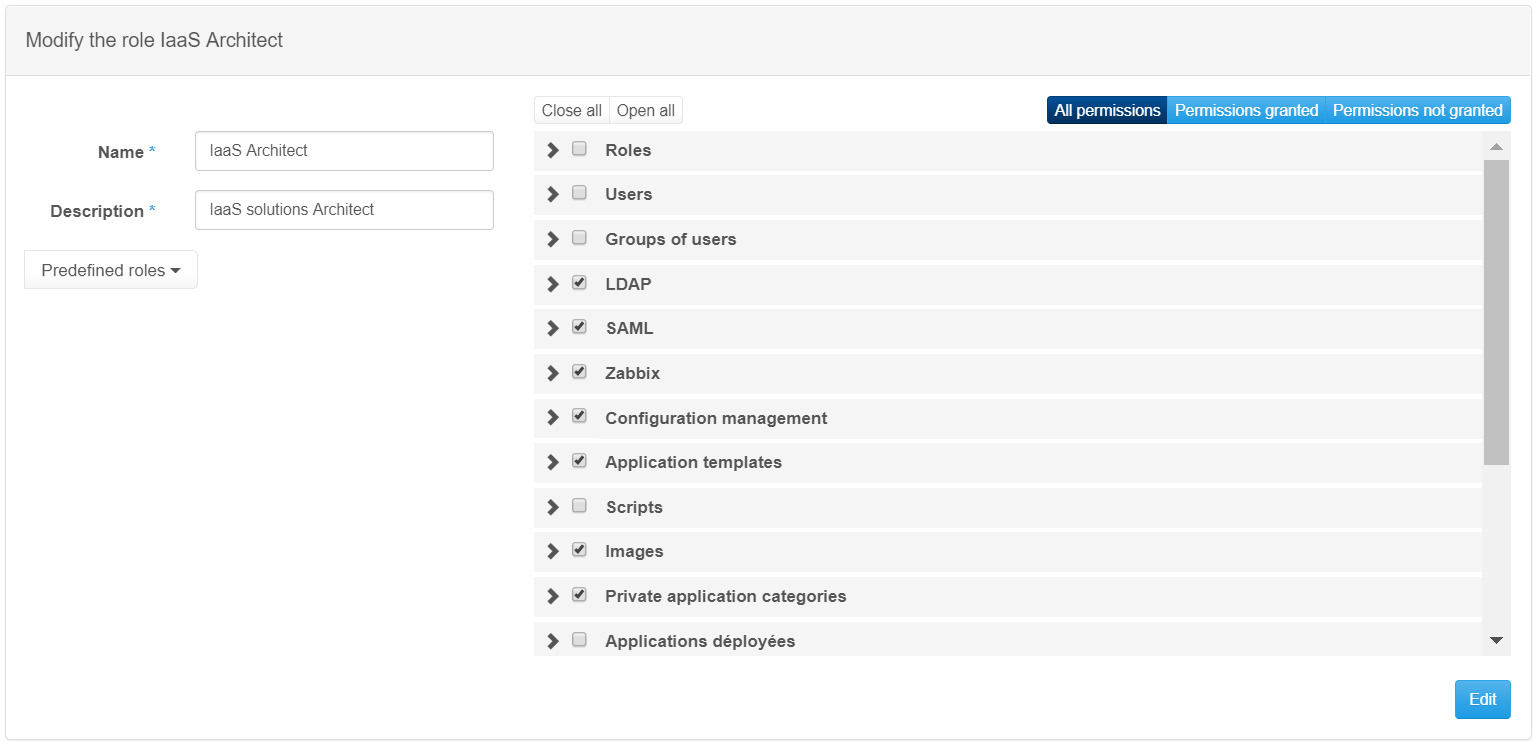 Modify the role IaaS Architect
Close all Open all All permissions Permissions granted Permissions not granted
Name * IaaS Architect
Description * IaaS solutions Architect
Predefined roles
Roles
Users
Groups of users
LDAP
SAML
Zabbix
Configuration management
Application templates
Scripts
Images
Private application categories
Applications déployées
Edit